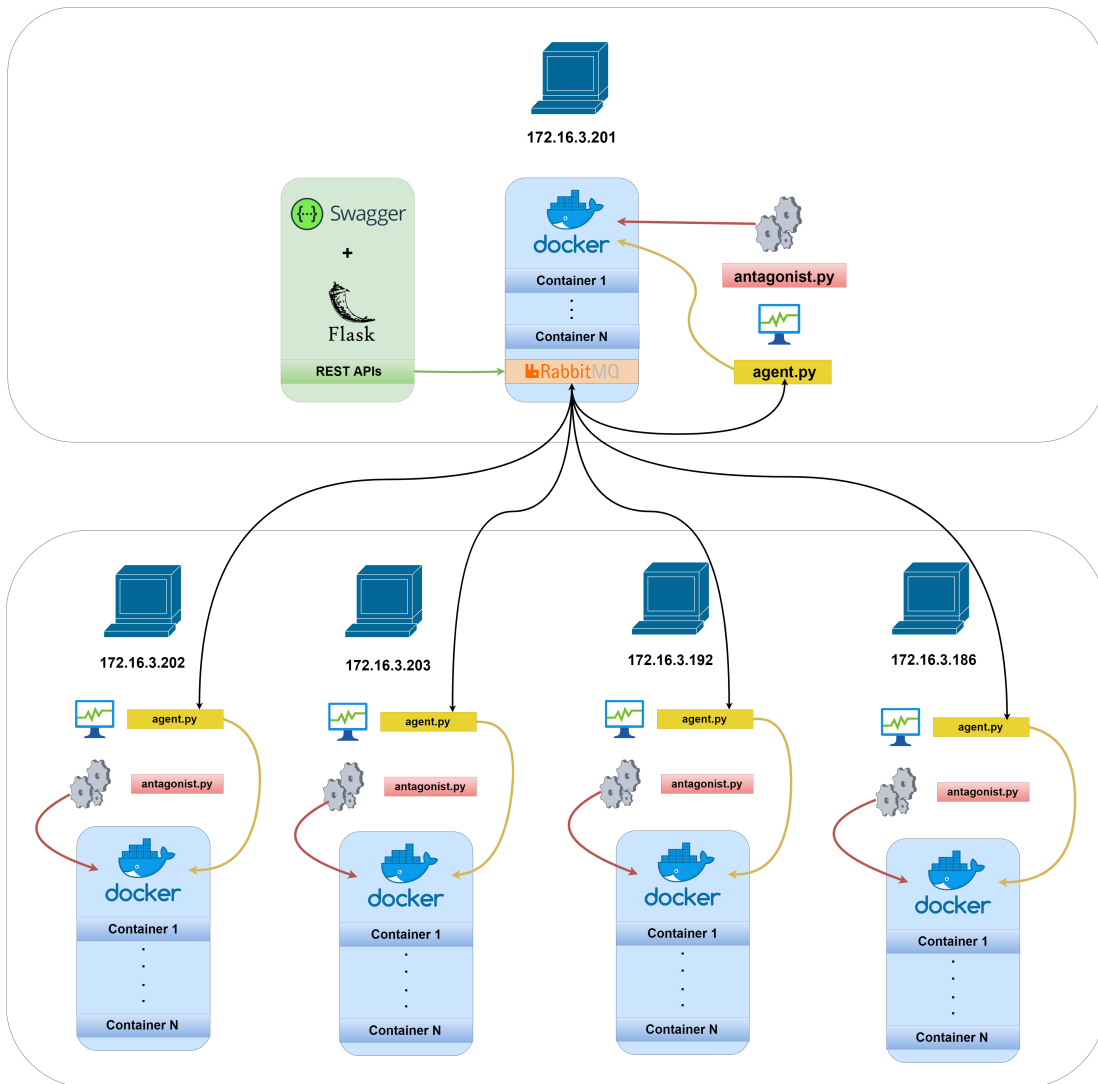 172.16.3.201
Swagger
+
Flask
REST APIs
docker
Container 1
Container N
RabbitMQ
antagonist.py
agent.py
172.16.3.202
agent.py
antagonist.py
docker
Container 1
Container N
172.16.3.203
agent.py
antagonist.py
docker
Container 1
Container N
172.16.3.192
agent.py
antagonist.py
docker
Container 1
Container N
172.16.3.186
agent.py
antagonist.py
docker
Container 1
Container N